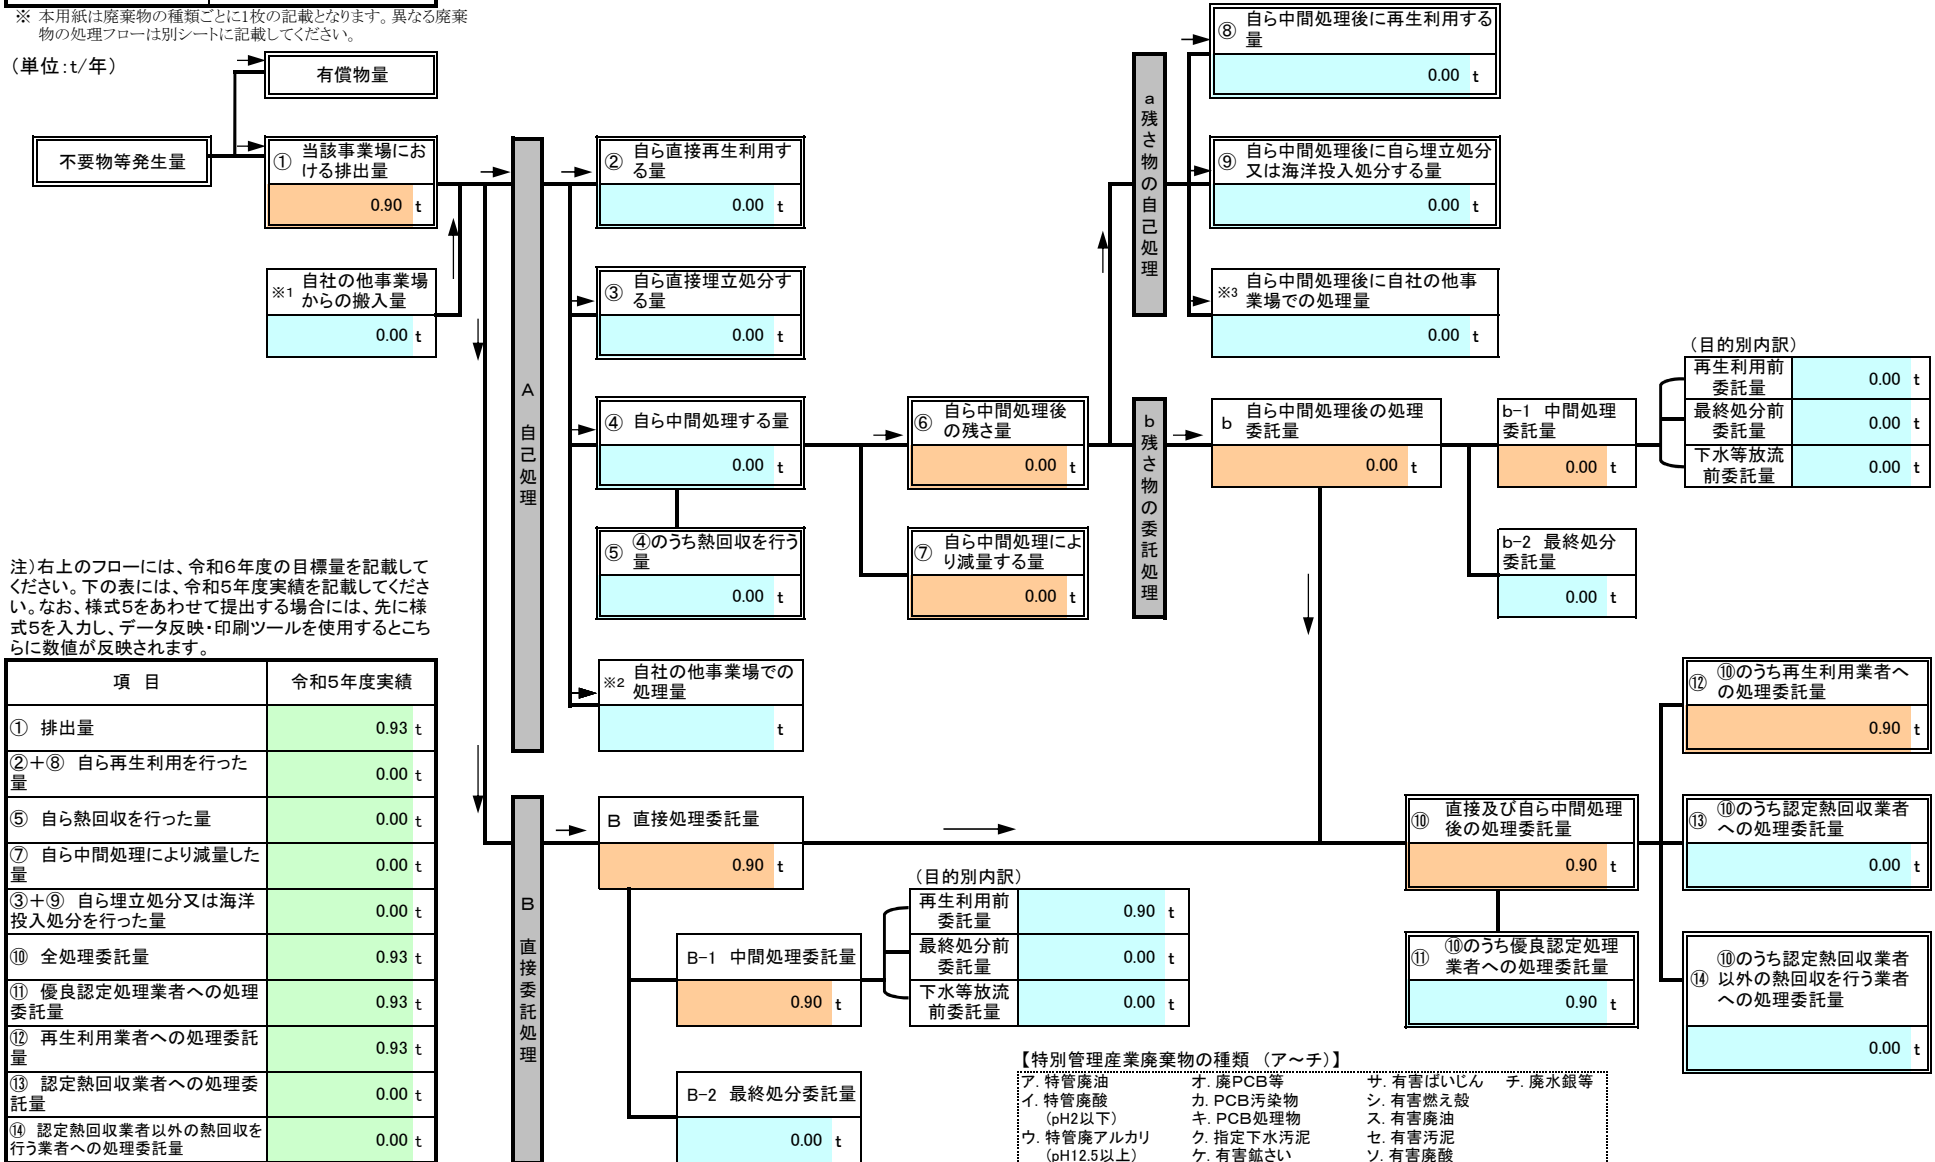 ※ 本用紙は廃棄物の種類ごとに1枚の記載となります。異なる廃棄
物の処理フローは別シートに記載してください。
（単位：t/年）
有償物量
不要物等発生量
① 当該事業場にお
ける排出量
0.90 t
※1 自社の他事業場
からの搬入量
0.00 t
A 自己処理
② 自ら直接再生利用す
る量
0.00 t
③ 自ら直接埋立処分す
る量
0.00 t
④ 自ら中間処理する量
0.00 t
⑤ ④のうち熱回収を行う
量
0.00 t
※2 自社の他事業場での
処理量
t
⑥ 自ら中間処理後
の残さ量
0.00 t
⑦ 自ら中間処理によ
り減量する量
0.00 t
a残さ物の自己処理
⑧ 自ら中間処理後に再生利用する
量
0.00 t
⑨ 自ら中間処理後に自ら埋立処分
又は海洋投入処分する量
0.00 t
※3 自ら中間処理後に自社の他事
業場での処理量
0.00 t
b残さ物の委託処理
b 自ら中間処理後の処理
委託量
0.00 t
b-1 中間処理
委託量
0.00 t
b-2 最終処分
委託量
0.00 t
（目的別内訳）
再生利用前
委託量
0.00 t
最終処分前
委託量
0.00 t
下水等放流
前委託量
0.00 t
注）右上のフローには、令和6年度の目標量を記載して
ください。下の表には、令和5年度実績を記載してくださ
い。なお、様式5をあわせて提出する場合には、先に様
式5を入力し、データ反映・印刷ツールを使用するとこち
らに数値が反映されます。
項 目 令和5年度実績
① 排出量 0.93 t
②＋⑧ 自ら再生利用を行った
量 0.00 t
⑤ 自ら熱回収を行った量 0.00 t
⑦ 自ら中間処理により減量した
量 0.00 t
③＋⑨ 自ら埋立処分又は海洋
投入処分を行った量 0.00 t
⑩ 全処理委託量 0.93 t
⑪ 優良認定処理業者への処理
委託量 0.93 t
⑫ 再生利用業者への処理委託
量 0.93 t
⑬ 認定熱回収業者への処理委
託量 0.00 t
⑭ 認定熱回収業者以外の熱回収を
行う業者への処理委託量 0.00 t
B 直接委託処理
B 直接処理委託量
0.90 t
B-1 中間処理委託量
0.90 t
B-2 最終処分委託量
0.00 t
（目的別内訳）
再生利用前
委託量
0.90 t
最終処分前
委託量
0.00 t
下水等放流
前委託量
0.00 t
⑩ 直接及び自ら中間処理
後の処理委託量
0.90 t
⑪ ⑩のうち優良認定処理
業者への処理委託量
0.90 t
⑫ ⑩のうち再生利用業者へ
の処理委託量
0.90 t
⑬ ⑩のうち認定熱回収業者
への処理委託量
0.00 t
⑭ ⑩のうち認定熱回収業者
以外の熱回収を行う業者
への処理委託量
0.00 t
【特別管理産業廃棄物の種類 （ア～チ）】
ア. 特管廃油 オ. 廃PCB等 サ. 有害ばいじん チ. 廃水銀等
イ. 特管廃酸 カ. PCB汚染物 シ. 有害燃え殻
（pH2以下） キ. PCB処理物 ス. 有害廃油
ウ. 特管廃アルカリ ク. 指定下水汚泥 セ. 有害汚泥
（pH12.5以上） ケ. 有害鉱さい ソ. 有害廃酸